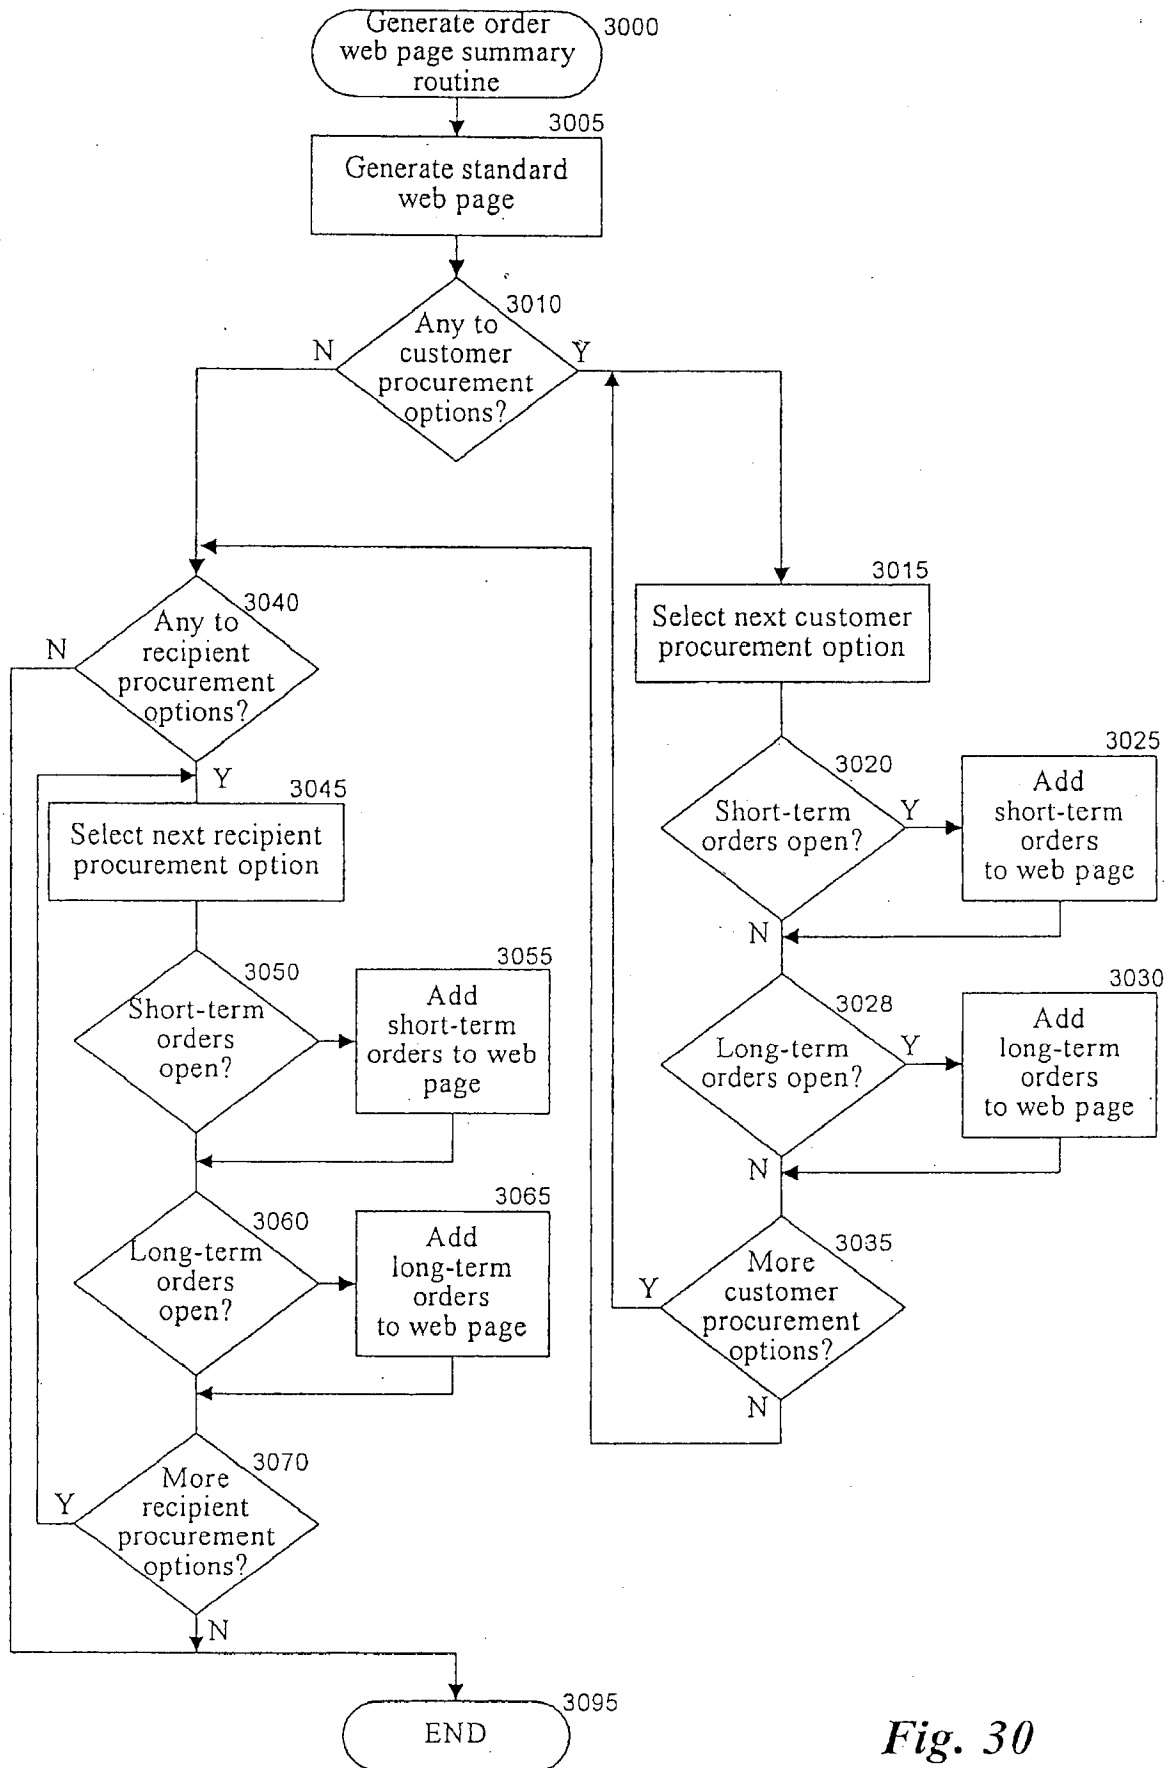 Generate order
web page summary
routine
3000
3005
Generate standard
web page
3010
Any to
customer
procurement
options?
N
Y
3015
Select next customer
procurement option
3040
Any to
recipient
procurement
options?
N
Y
3020
Short-term
orders open?
Y
N
3025
Add
short-term
orders
to web page
3045
Select next recipient
procurement option
3028
Long-term
orders open?
Y
N
3030
Add
long-term
orders
to web page
3050
Short-term
orders
open?
3055
Add
short-term
orders to web
page
3060
Long-term
orders
open?
3065
Add
long-term
orders
to web page
3035
More
customer
procurement
options?
Y
N
3070
More
recipient
procurement
options?
Y
N
3095
END
Fig. 30